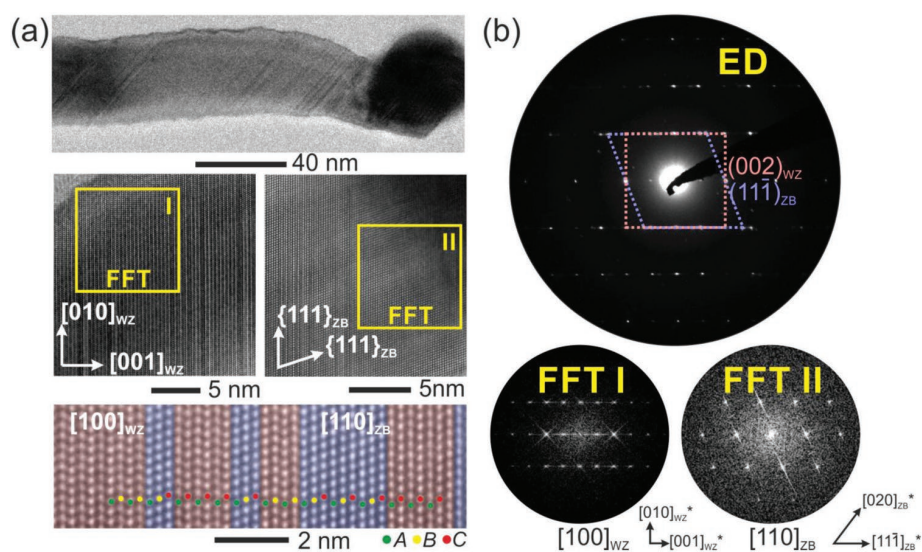 (a)
40 nm
I
FFT
[010]WZ
[001]WZ
5 nm
II
FFT
{111}ZB
{111}ZB
5nm
[100]WZ
[110]ZB
2 nm
A B C
(b)
ED
(002)WZ
(111̄)ZB
FFT I
[100]WZ
[010]WZ*
[001]WZ*
FFT II
[110]ZB
[020]ZB*
[111̄]ZB*